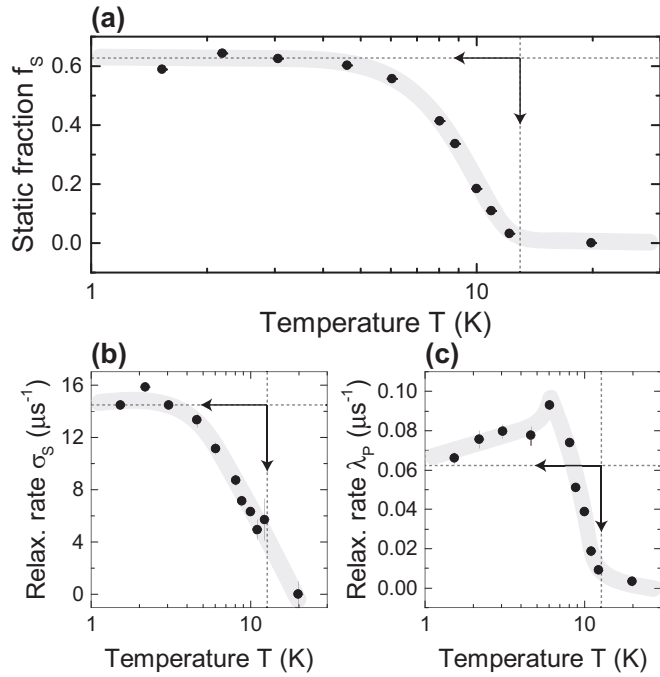 (a)
Static fraction f_S
0.6
0.4
0.2
0.0
1
10
Temperature T (K)
(b)
Relax. rate σ_S (μs⁻¹)
16
12
8
4
0
1
10
Temperature T (K)
(c)
Relax. rate λ_P (μs⁻¹)
0.10
0.08
0.06
0.04
0.02
0.00
1
10
Temperature T (K)